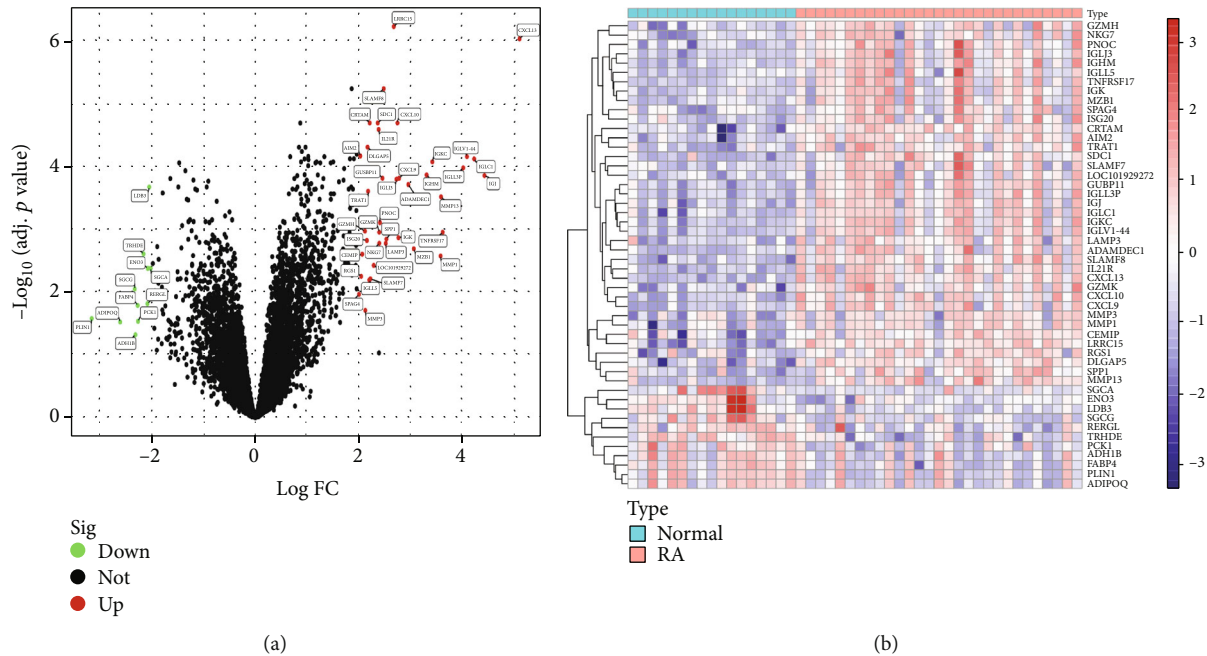 6
4
2
0
−Log10 (adj. p value)
−2
0
2
4
Log FC
LRRC15
CXCL13
SLAMF8
CRTAM
SDC1
CXCL10
IL21R
AIM2
DLGAP5
IGKC
IGLV1-44
GUSBP11
CXCL9
IGLC1
IGLJ3
IGHM
IGLL3P
IGJ
TRAT1
ADAMDEC1
MMP13
LDB3
PNOC
GZMH
GZMK
SPP1
ISG20
IGK
TNFRSF17
CEMIP
NKG7
LAMP3
MZB1
RGS1
LOC101929272
MMP1
IGLL5
SLAMF7
SPAG4
MMP3
TRHDE
ENO3
SGCG
SGCA
FABP4
RERGL
ADIPOQ
PCK1
PLIN1
ADH1B
Sig
Down
Not
Up
(a)
Type
GZMH
NKG7
PNOC
IGLJ3
IGHM
IGLL5
TNFRSF17
IGK
MZB1
SPAG4
ISG20
CRTAM
AIM2
TRAT1
SDC1
SLAMF7
LOC101929272
GUBP11
IGLL3P
IGJ
IGLC1
IGKC
IGLV1-44
LAMP3
ADAMDEC1
SLAMF8
IL21R
CXCL13
GZMK
CXCL10
CXCL9
MMP3
MMP1
CEMIP
LRRC15
RGS1
DLGAP5
SPP1
MMP13
SGCA
ENO3
LDB3
SGCG
RERGL
TRHDE
PCK1
ADH1B
FABP4
PLIN1
ADIPOQ
3
2
1
0
−1
−2
−3
Type
Normal
RA
(b)